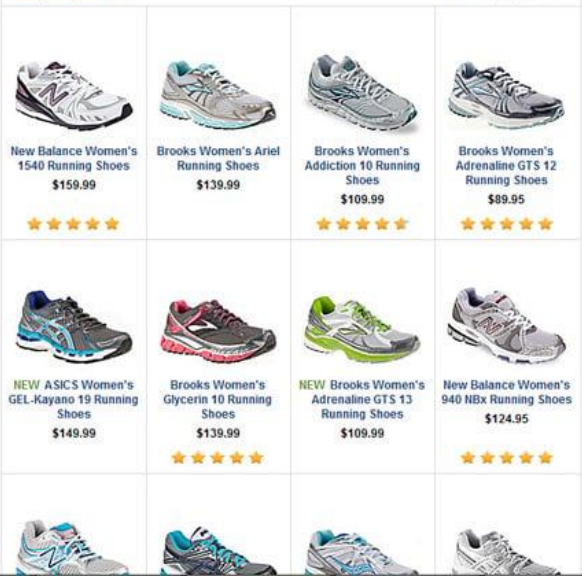 New Balance Women's
1540 Running Shoes
$159.99
Brooks Women's Ariel
Running Shoes
$139.99
Brooks Women's
Addiction 10 Running
Shoes
$109.99
Brooks Women's
Adrenaline GTS 12
Running Shoes
$89.95
NEW ASICS Women's
GEL-Kayano 19 Running
Shoes
$149.99
Brooks Women's
Glycerin 10 Running
Shoes
$139.99
NEW Brooks Women's
Adrenaline GTS 13
Running Shoes
$109.99
New Balance Women's
940 NBx Running Shoes
$124.95